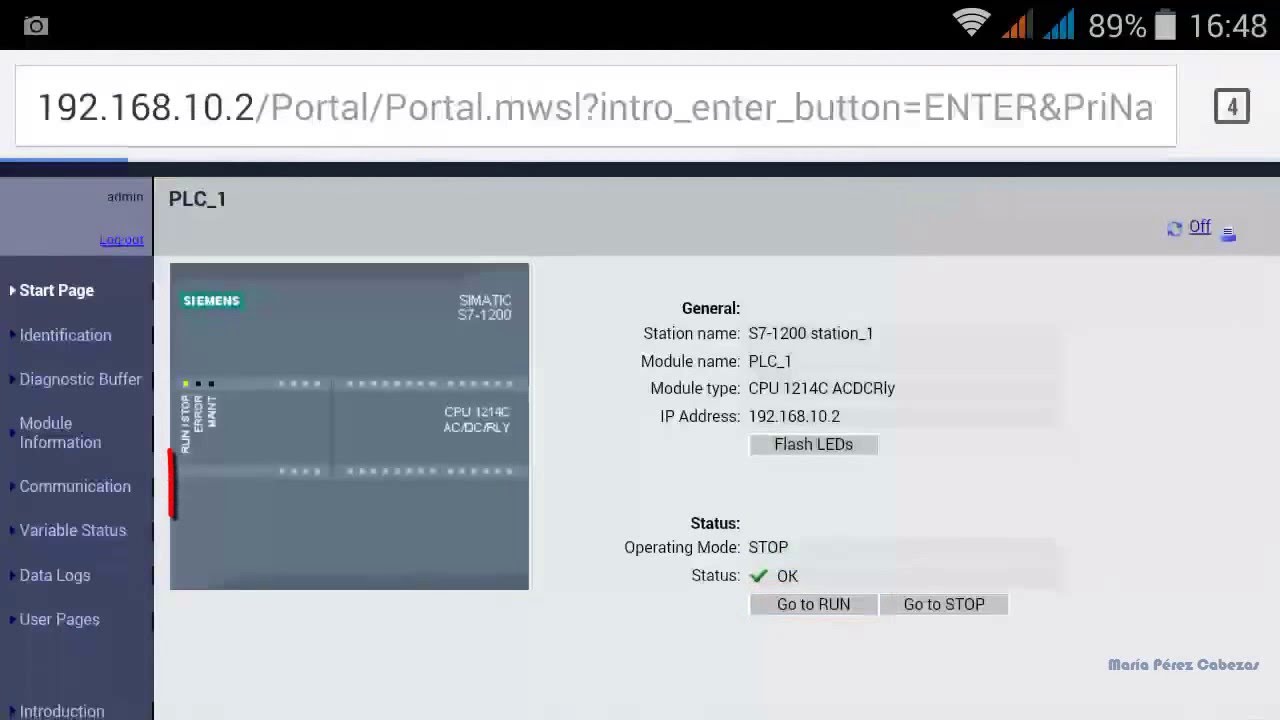 89% 16:48
192.168.10.2/Portal/Portal.mwsl?intro_enter_button=ENTER&PriNa
4
admin
PLC_1
Log out
Off
Start Page
Identification
Diagnostic Buffer
Module
Information
Communication
Variable Status
Data Logs
User Pages
Introduction
SIEMENS
SIMATIC
S7-1200
RUN / STOP
ERROR
MAINT
CPU 1214C
AC/DC/RLY
General:
Station name: S7-1200 station_1
Module name: PLC_1
Module type: CPU 1214C ACDCRly
IP Address: 192.168.10.2
Flash LEDs
Status:
Operating Mode: STOP
Status: OK
Go to RUN Go to STOP
María Pérez Cabezas